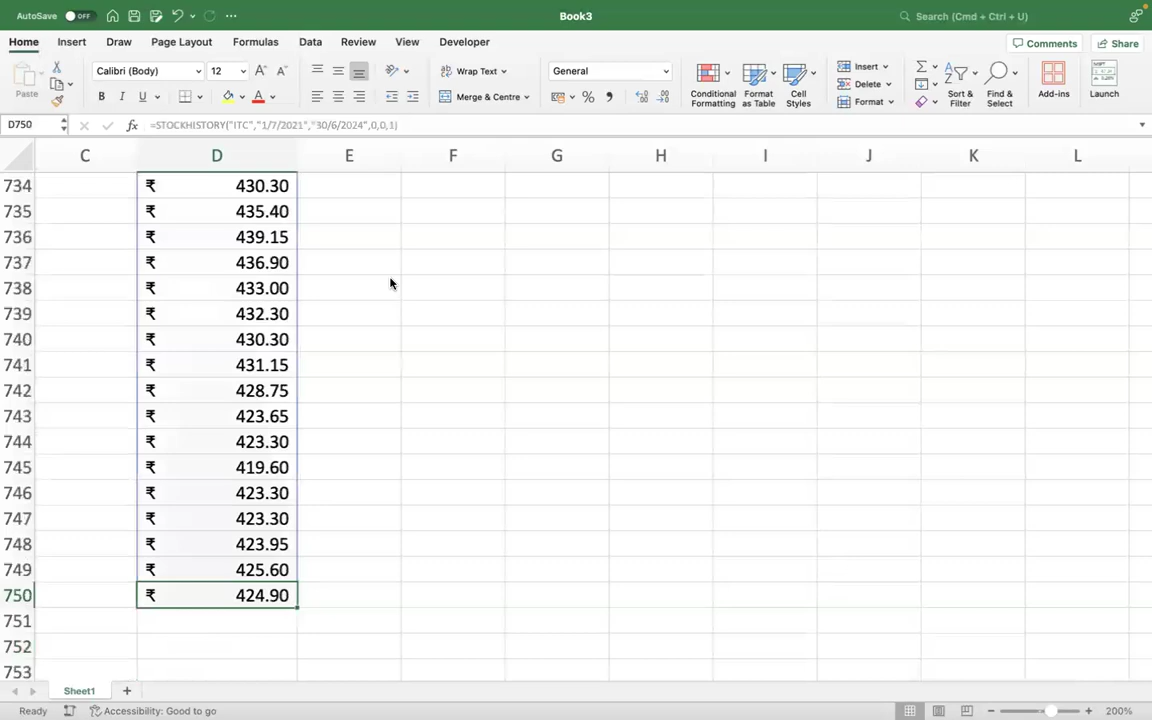 AutoSave OFF Book3 Search (Cmd + Ctrl + U)
Home Insert Draw Page Layout Formulas Data Review View Developer Comments Share
Paste Calibri (Body) 12 A A Wrap Text General Insert Σ
B I U A Merge & Centre % , Conditional Formatting Format as Table Cell Styles Delete Format Sort & Filter Find & Select Add-ins Launch
D750 fx =STOCKHISTORY("ITC","1/7/2021","30/6/2024",0,0,1)
C D E F G H I J K L
734 ₹ 430.30
735 ₹ 435.40
736 ₹ 439.15
737 ₹ 436.90
738 ₹ 433.00
739 ₹ 432.30
740 ₹ 430.30
741 ₹ 431.15
742 ₹ 428.75
743 ₹ 423.65
744 ₹ 423.30
745 ₹ 419.60
746 ₹ 423.30
747 ₹ 423.30
748 ₹ 423.95
749 ₹ 425.60
750 ₹ 424.90
751
752
753
Sheet1 +
Ready Accessibility: Good to go − + 200%